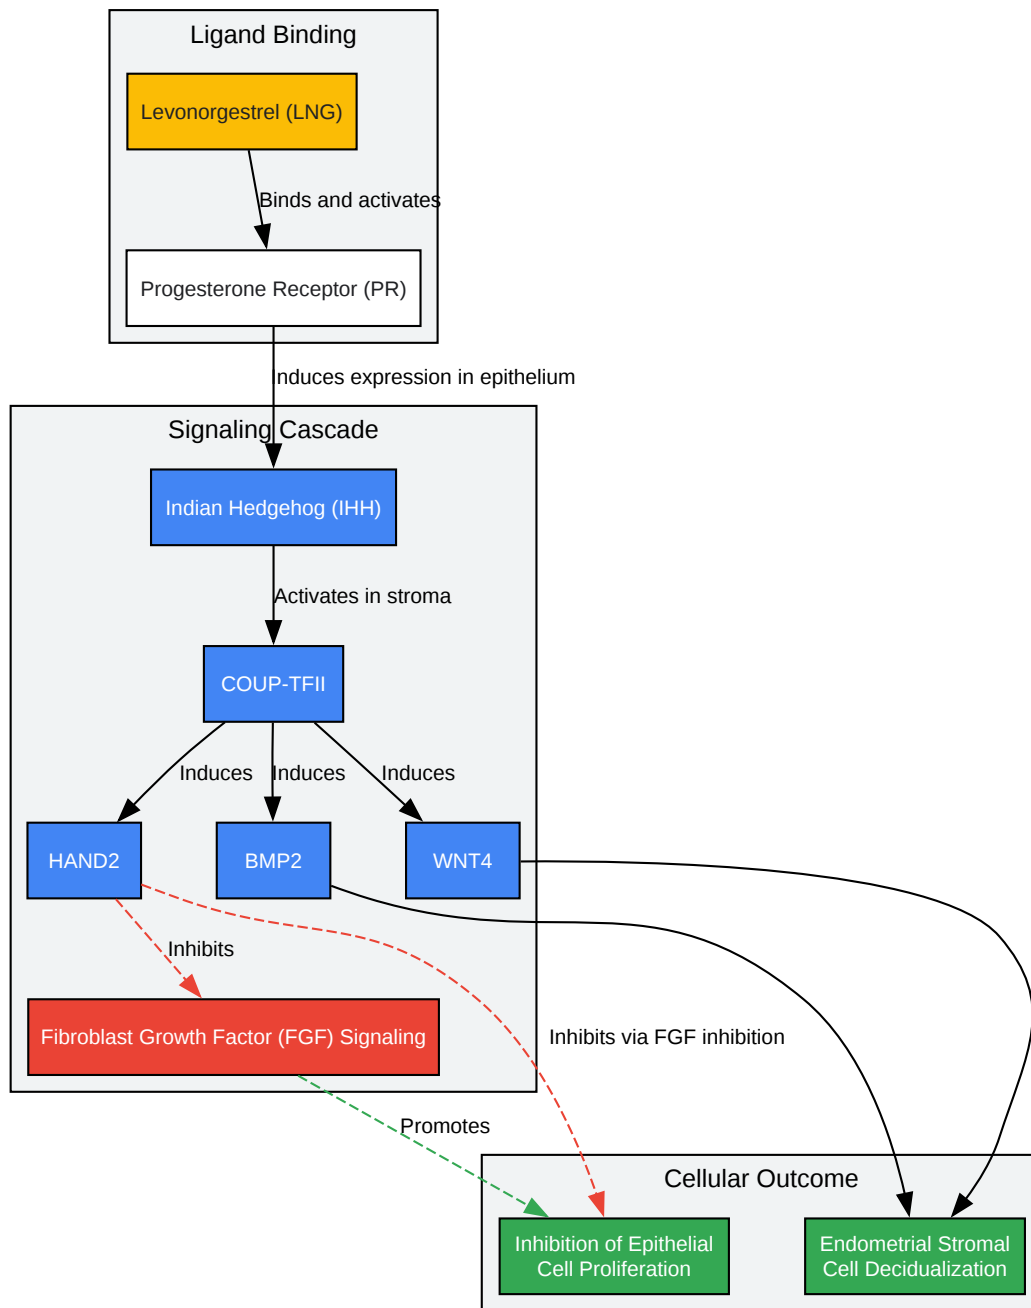 Ligand Binding
Levonorgestrel (LNG)
Binds and activates
Progesterone Receptor (PR)
Induces expression in epithelium
Signaling Cascade
Indian Hedgehog (IHH)
Activates in stroma
COUP-TFII
Induces
Induces
Induces
HAND2
BMP2
WNT4
Inhibits
Fibroblast Growth Factor (FGF) Signaling
Inhibits via FGF inhibition
Promotes
Cellular Outcome
Inhibition of Epithelial
Cell Proliferation
Endometrial Stromal
Cell Decidualization